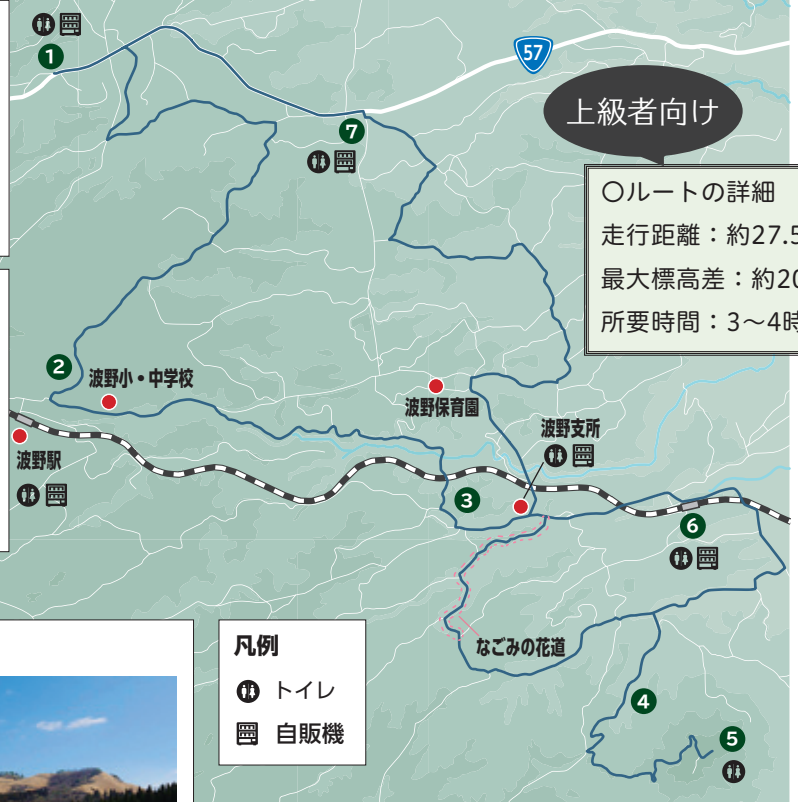 1
57
上級者向け
7
〇ルートの詳細
走行距離：約27.5
最大標高差：約20
所要時間：3〜4時
2
波野小・中学校
波野保育園
波野支所
波野駅
3
6
なごみの花道
凡例
トイレ
自販機
4
5